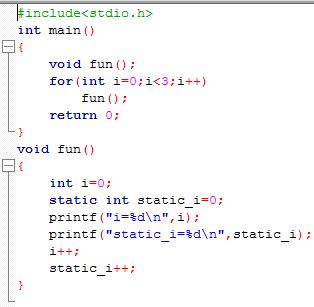 #include<stdio.h>
int main()
{
    void fun();
    for(int i=0;i<3;i++)
        fun();
    return 0;
}
void fun()
{
    int i=0;
    static int static_i=0;
    printf("i=%d\n",i);
    printf("static_i=%d\n",static_i);
    i++;
    static_i++;
}